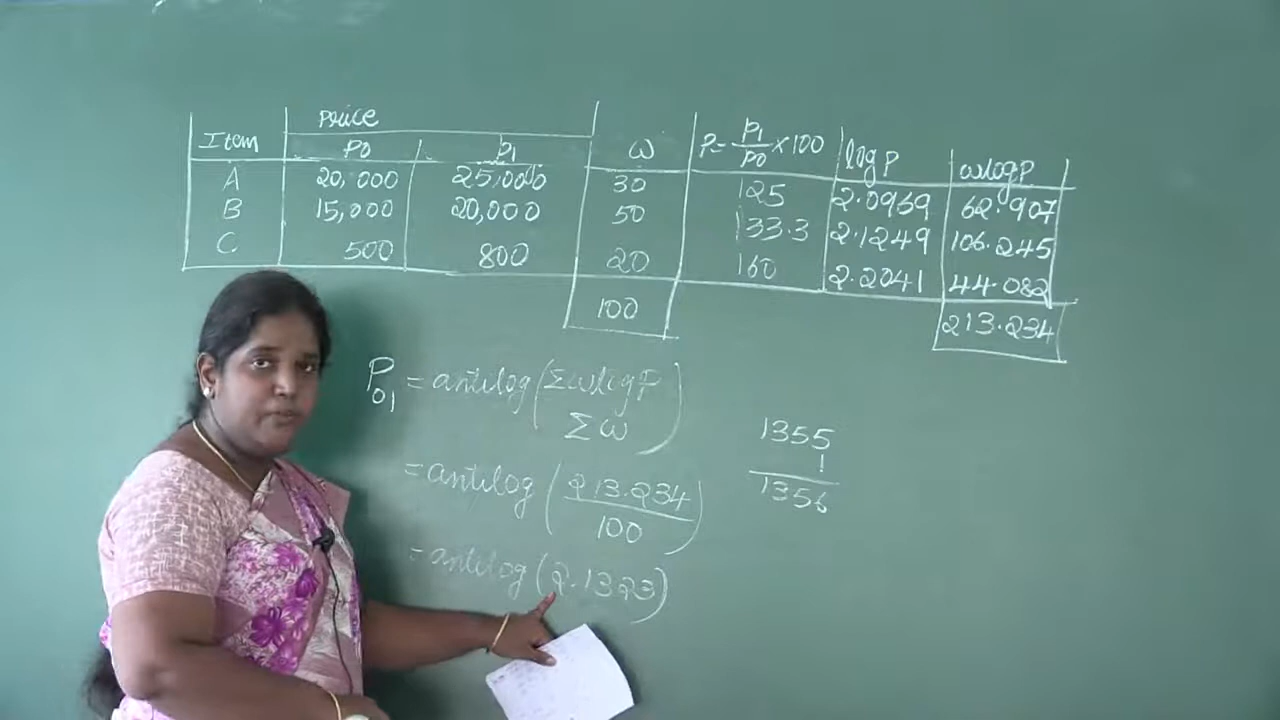 Price
Item P0 P1 ω P = P1/P0 × 100 log P ωlog P
A 20,000 25,000 30 125 2.0969 62.907
B 15,000 20,000 50 133.3 2.1249 106.245
C 500 800 20 160 2.2041 44.082
100 213.234
P01 = antilog (Σωlog P / Σω)
= antilog (213.234 / 100)
= antilog (2.1323)
1355
1
1356